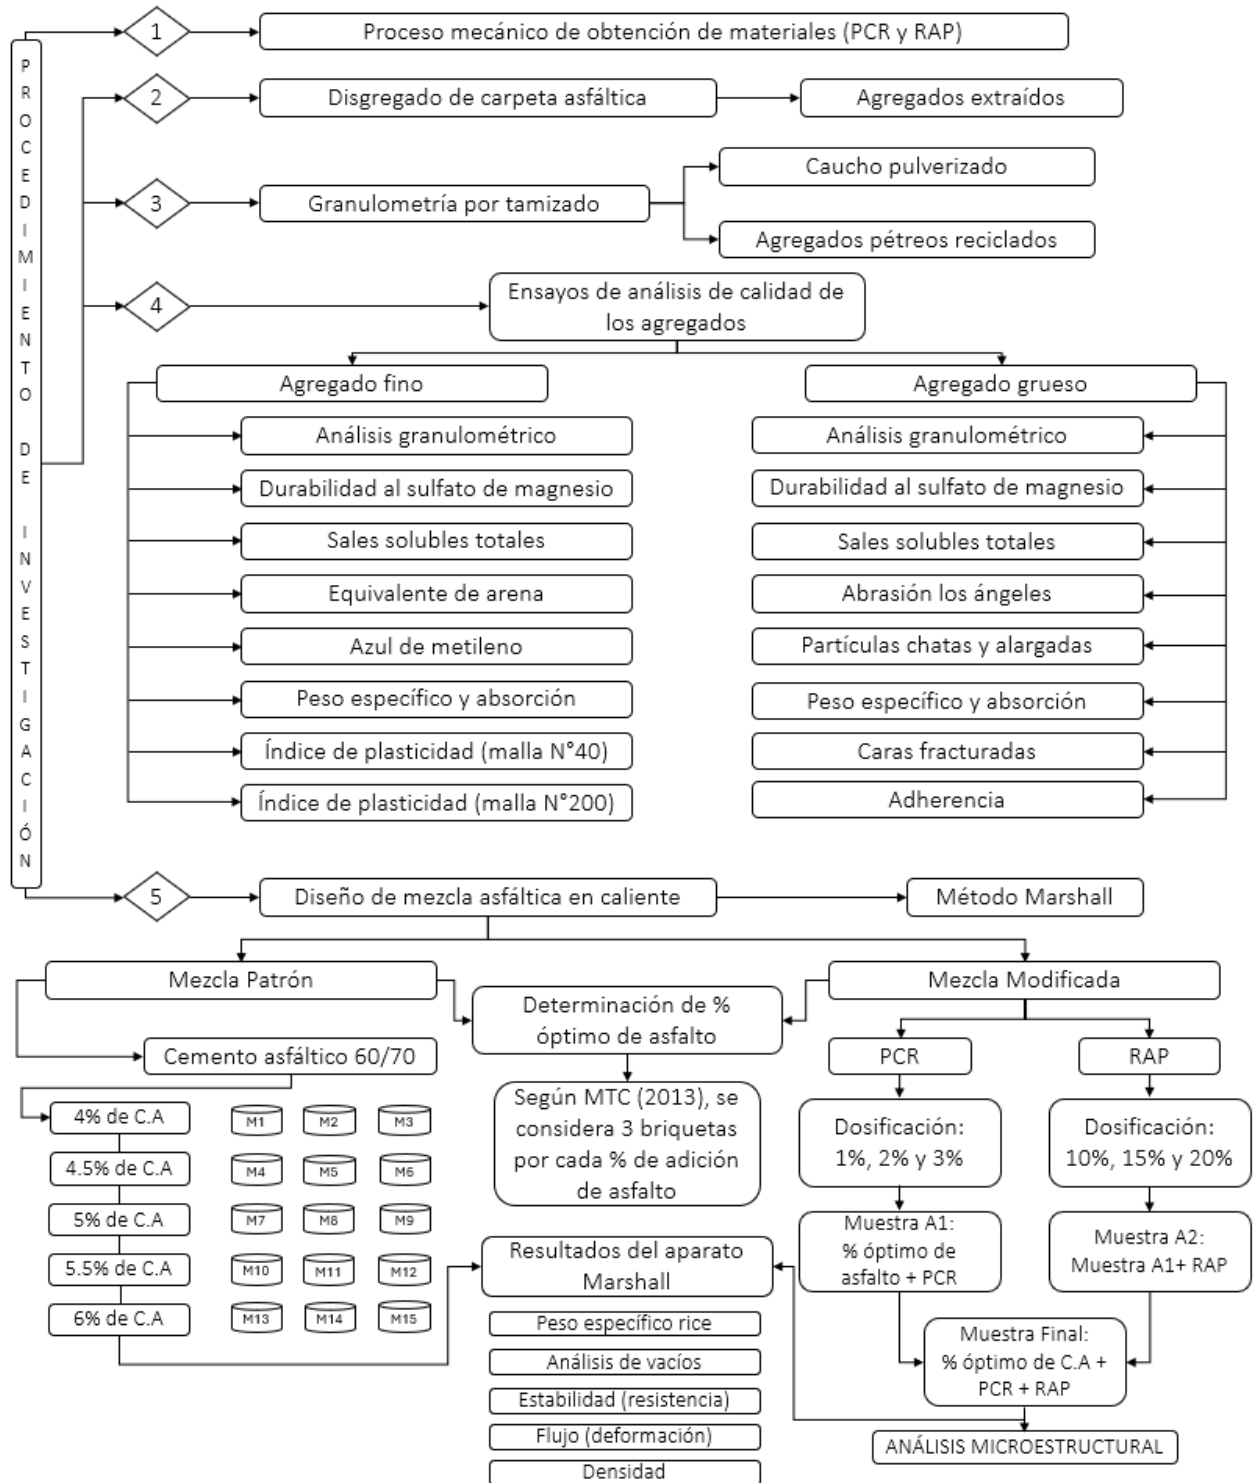 PROCEDIMIENTO DE INVESTIGACIÓN
1
Proceso mecánico de obtención de materiales (PCR y RAP)
2
Disgregado de carpeta asfáltica
Agregados extraídos
3
Granulometría por tamizado
Caucho pulverizado
Agregados pétreos reciclados
4
Ensayos de análisis de calidad de
los agregados
Agregado fino
Análisis granulométrico
Durabilidad al sulfato de magnesio
Sales solubles totales
Equivalente de arena
Azul de metileno
Peso específico y absorción
Índice de plasticidad (malla N°40)
Índice de plasticidad (malla N°200)
Agregado grueso
Análisis granulométrico
Durabilidad al sulfato de magnesio
Sales solubles totales
Abrasión los ángeles
Partículas chatas y alargadas
Peso específico y absorción
Caras fracturadas
Adherencia
5
Diseño de mezcla asfáltica en caliente
Método Marshall
Mezcla Patrón
Cemento asfáltico 60/70
4% de C.A
M1
M2
M3
4.5% de C.A
M4
M5
M6
5% de C.A
M7
M8
M9
5.5% de C.A
M10
M11
M12
6% de C.A
M13
M14
M15
Determinación de %
óptimo de asfalto
Según MTC (2013), se
considera 3 briquetas
por cada % de adición
de asfalto
Resultados del aparato
Marshall
Peso específico rice
Análisis de vacíos
Estabilidad (resistencia)
Flujo (deformación)
Densidad
Mezcla Modificada
PCR
Dosificación:
1%, 2% y 3%
Muestra A1:
% óptimo de
asfalto + PCR
RAP
Dosificación:
10%, 15% y 20%
Muestra A2:
Muestra A1+ RAP
Muestra Final:
% óptimo de C.A +
PCR + RAP
ANÁLISIS MICROESTRUCTURAL